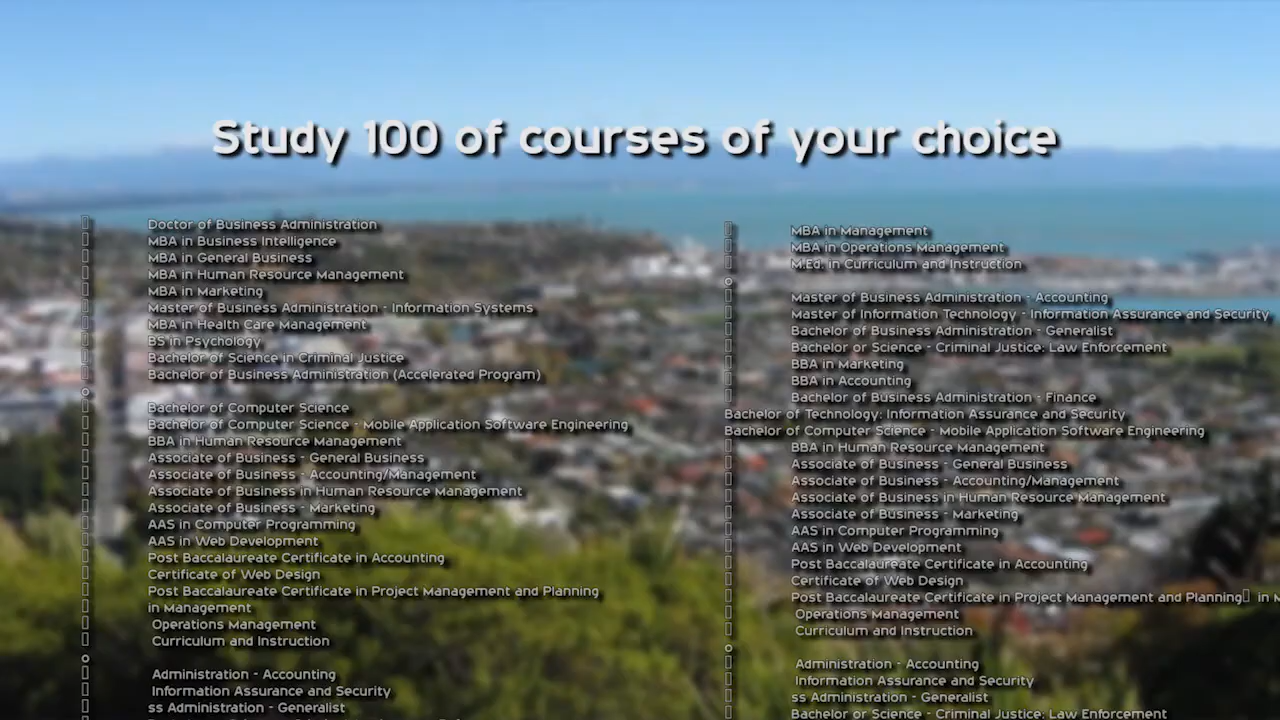 Study 100 of courses of your choice
Doctor of Business Administration
MBA in Business Intelligence
MBA in General Business
MBA in Human Resource Management
MBA in Marketing
Master of Business Administration - Information Systems
MBA in Health Care Management
BS in Psychology
Bachelor of Science in Criminal Justice
Bachelor of Business Administration (Accelerated Program)
Bachelor of Computer Science
Bachelor of Computer Science - Mobile Application Software Engineering
BBA in Human Resource Management
Associate of Business - General Business
Associate of Business - Accounting/Management
Associate of Business in Human Resource Management
Associate of Business - Marketing
AAS in Computer Programming
AAS in Web Development
Post Baccalaureate Certificate in Accounting
Certificate of Web Design
Post Baccalaureate Certificate in Project Management and Planning
in Management
Operations Management
Curriculum and Instruction
Administration - Accounting
Information Assurance and Security
ss Administration - Generalist
MBA in Management
MBA in Operations Management
M.Ed. in Curriculum and Instruction
Master of Business Administration - Accounting
Master of Information Technology - Information Assurance and Security
Bachelor of Business Administration - Generalist
Bachelor or Science - Criminal Justice: Law Enforcement
BBA in Marketing
BBA in Accounting
Bachelor of Business Administration - Finance
Bachelor of Technology: Information Assurance and Security
Bachelor of Computer Science - Mobile Application Software Engineering
BBA in Human Resource Management
Associate of Business - General Business
Associate of Business - Accounting/Management
Associate of Business in Human Resource Management
Associate of Business - Marketing
AAS in Computer Programming
AAS in Web Development
Post Baccalaureate Certificate in Accounting
Certificate of Web Design
Post Baccalaureate Certificate in Project Management and Planning in
Operations Management
Curriculum and Instruction
Administration - Accounting
Information Assurance and Security
ss Administration - Generalist
Bachelor or Science - Criminal Justice: Law Enforcement